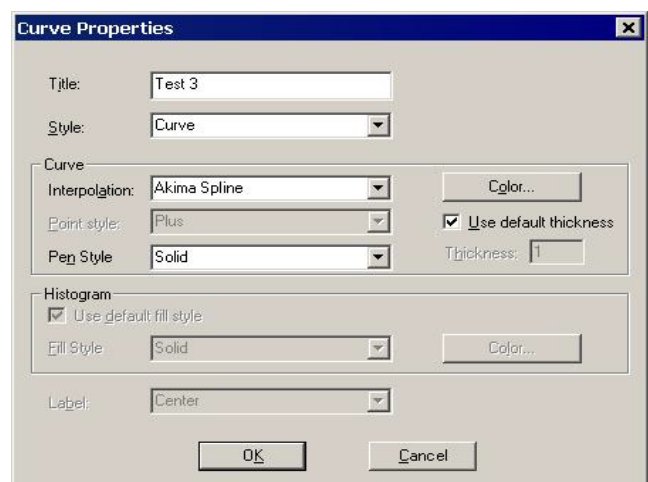 Curve Properties
Title: Test 3
Style: Curve
Curve
Interpolation: Akima Spline Color...
Point style: Plus Use default thickness
Pen Style Solid Thickness: 1
Histogram
Use default fill style
Fill Style Solid Color...
Label: Center
OK Cancel